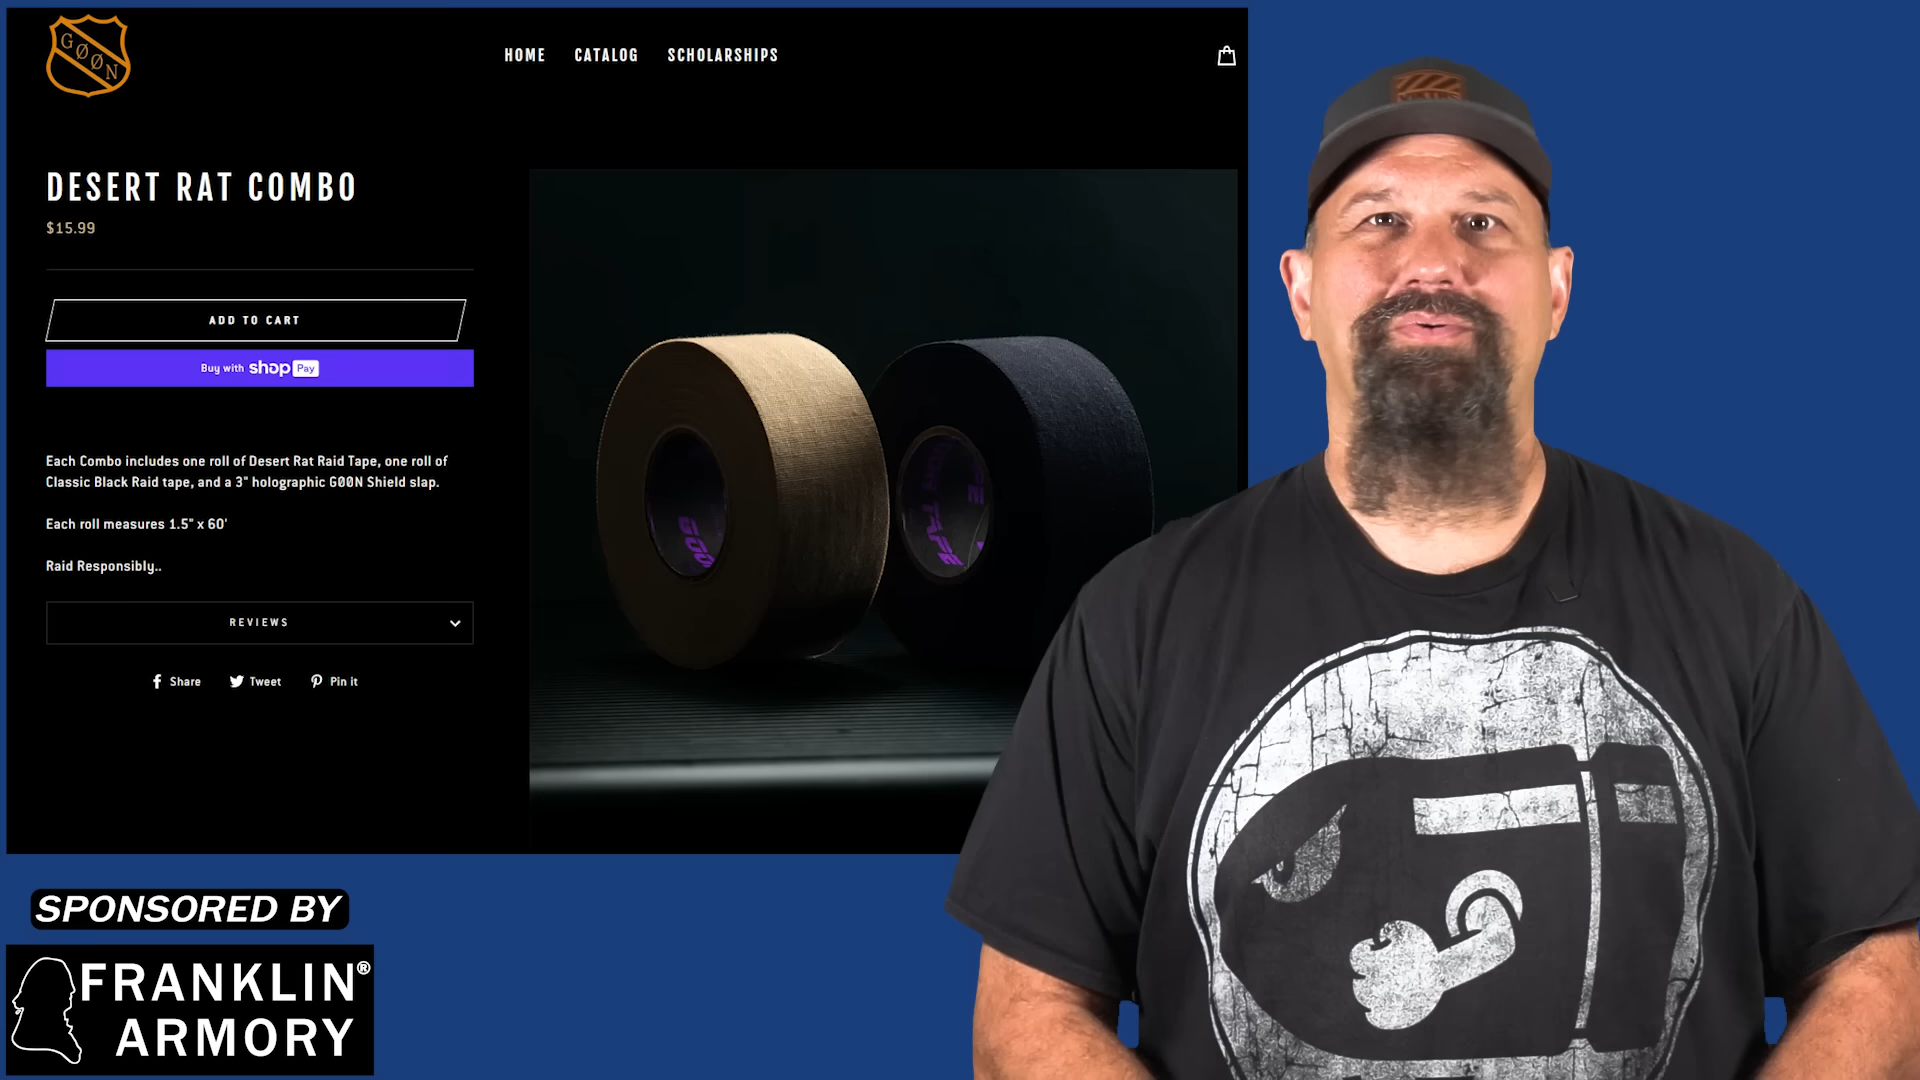 GØØN
HOME CATALOG SCHOLARSHIPS
DESERT RAT COMBO
$15.99
ADD TO CART
Buy with shop Pay
Each Combo includes one roll of Desert Rat Raid Tape, one roll of
Classic Black Raid tape, and a 3" holographic GØØN Shield slap.
Each roll measures 1.5" x 60'
Raid Responsibly..
REVIEWS
Share Tweet Pin it
TAPE
SPONSORED BY
FRANKLIN®
ARMORY